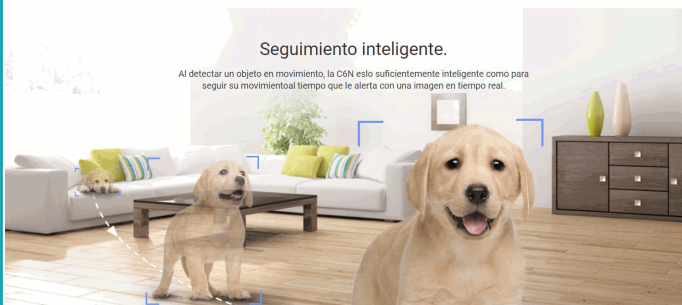 Seguimiento inteligente.
Al detectar un objeto en movimiento, la C6N eslo suficientemente inteligente como para
seguir su movimientoal tiempo que le alerta con una imagen en tiempo real.